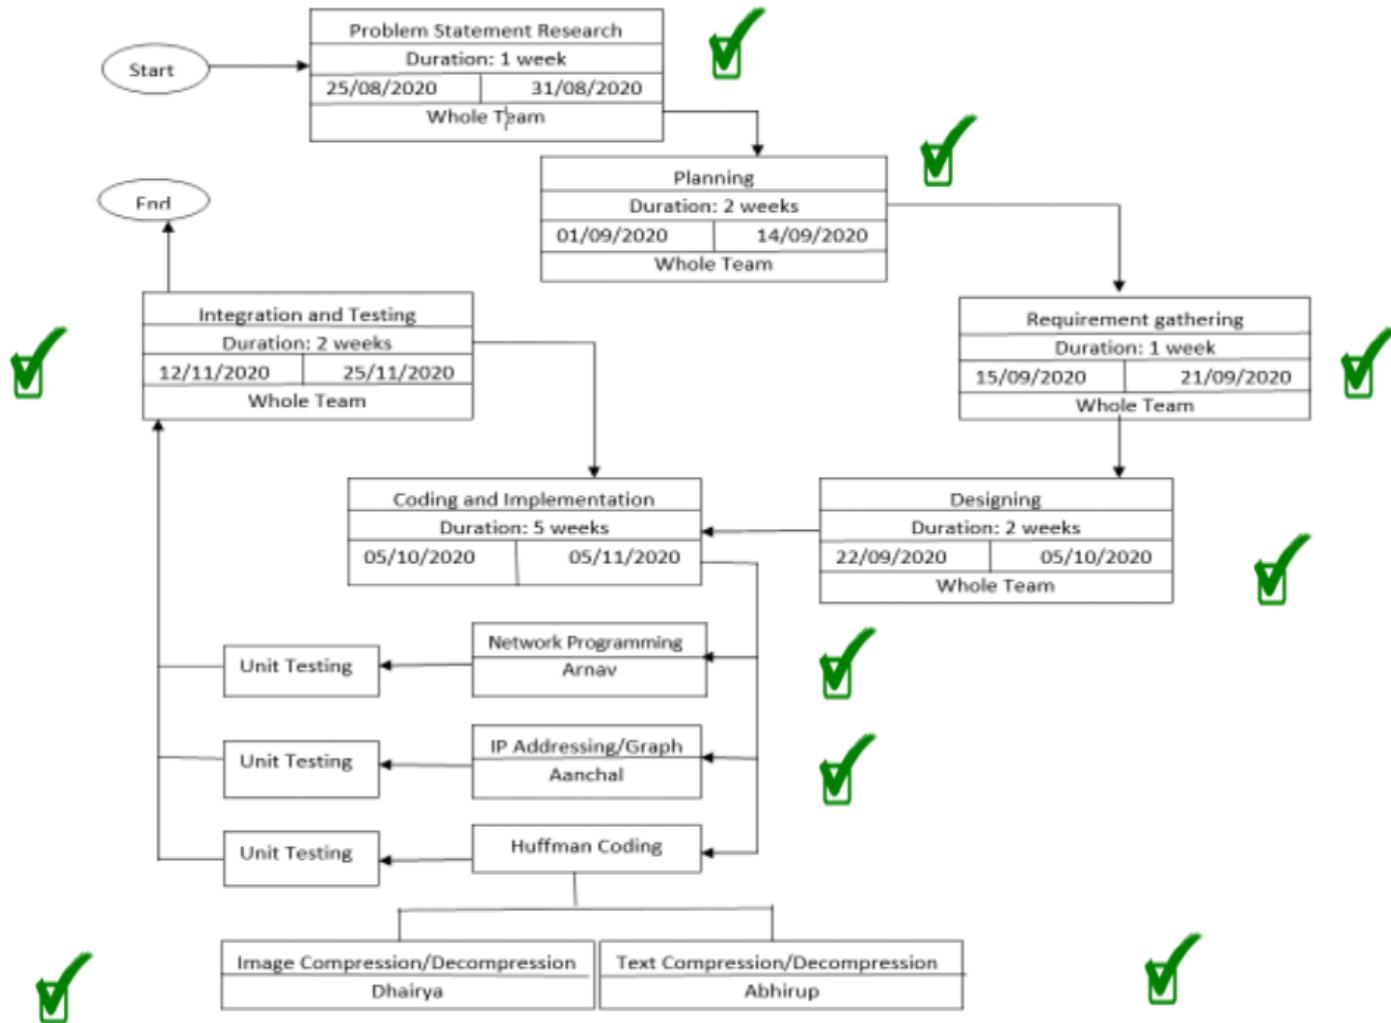 Start
Problem Statement Research
Duration: 1 week
25/08/2020 31/08/2020
Whole Team
Planning
Duration: 2 weeks
01/09/2020 14/09/2020
Whole Team
End
Integration and Testing
Duration: 2 weeks
12/11/2020 25/11/2020
Whole Team
Requirement gathering
Duration: 1 week
15/09/2020 21/09/2020
Whole Team
Coding and Implementation
Duration: 5 weeks
05/10/2020 05/11/2020
Designing
Duration: 2 weeks
22/09/2020 05/10/2020
Whole Team
Unit Testing
Network Programming
Arnav
Unit Testing
IP Addressing/Graph
Aanchal
Unit Testing
Huffman Coding
Image Compression/Decompression
Dhairya
Text Compression/Decompression
Abhirup